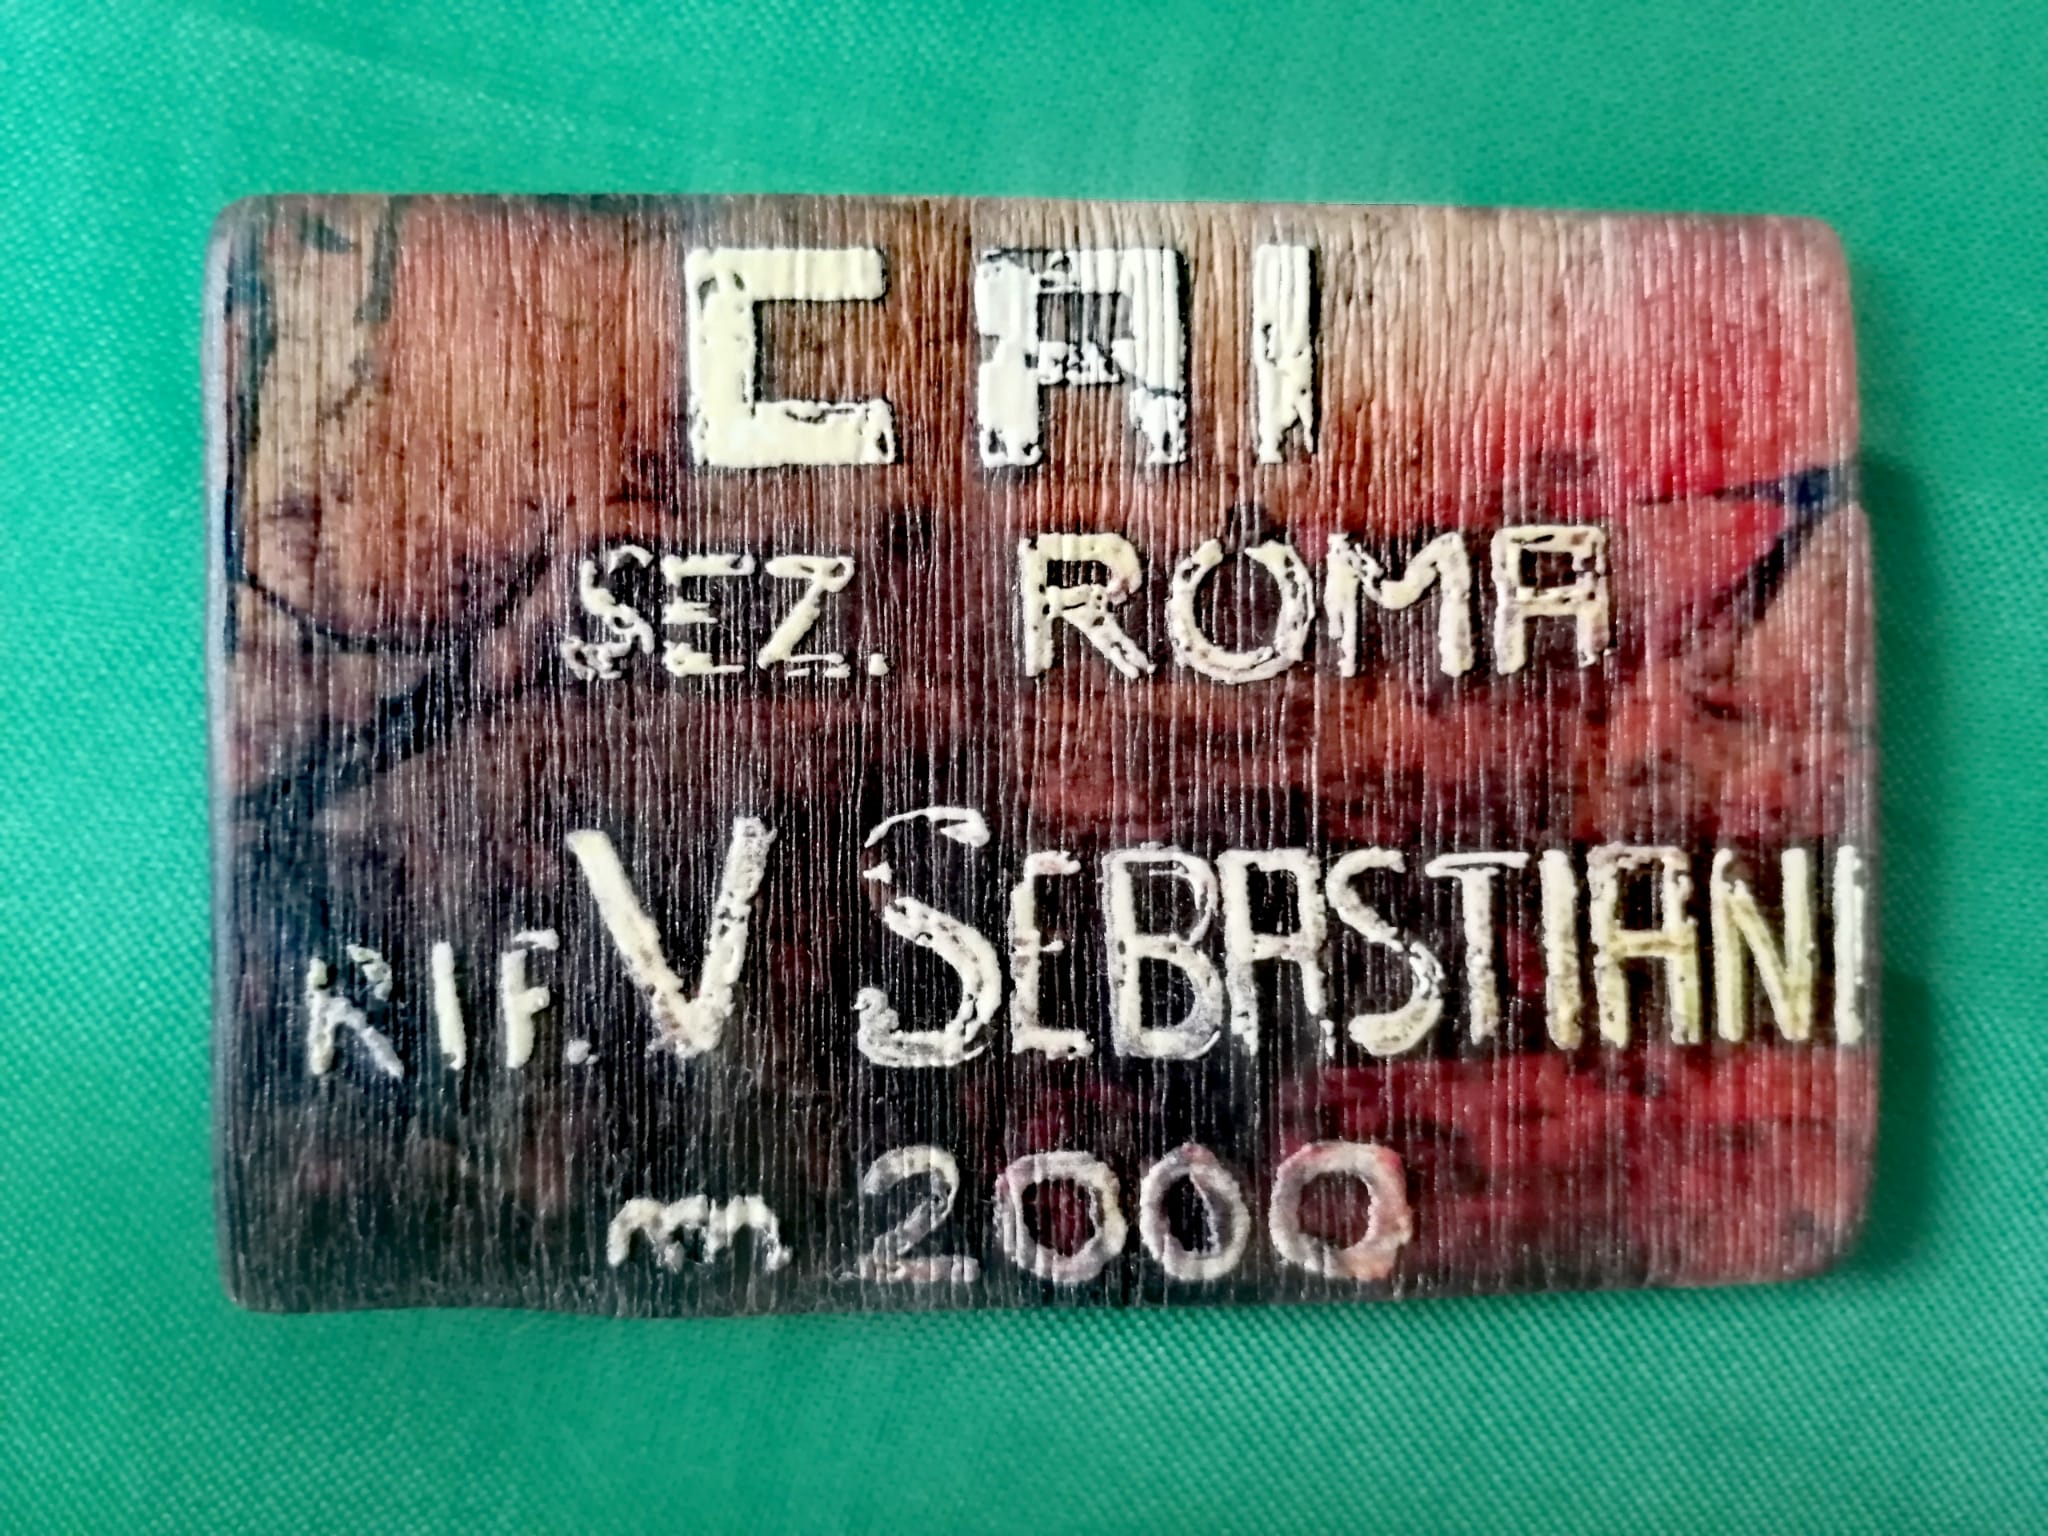 CAI
SEZ. ROMA
RIF. V SEBASTIANI
m 2000